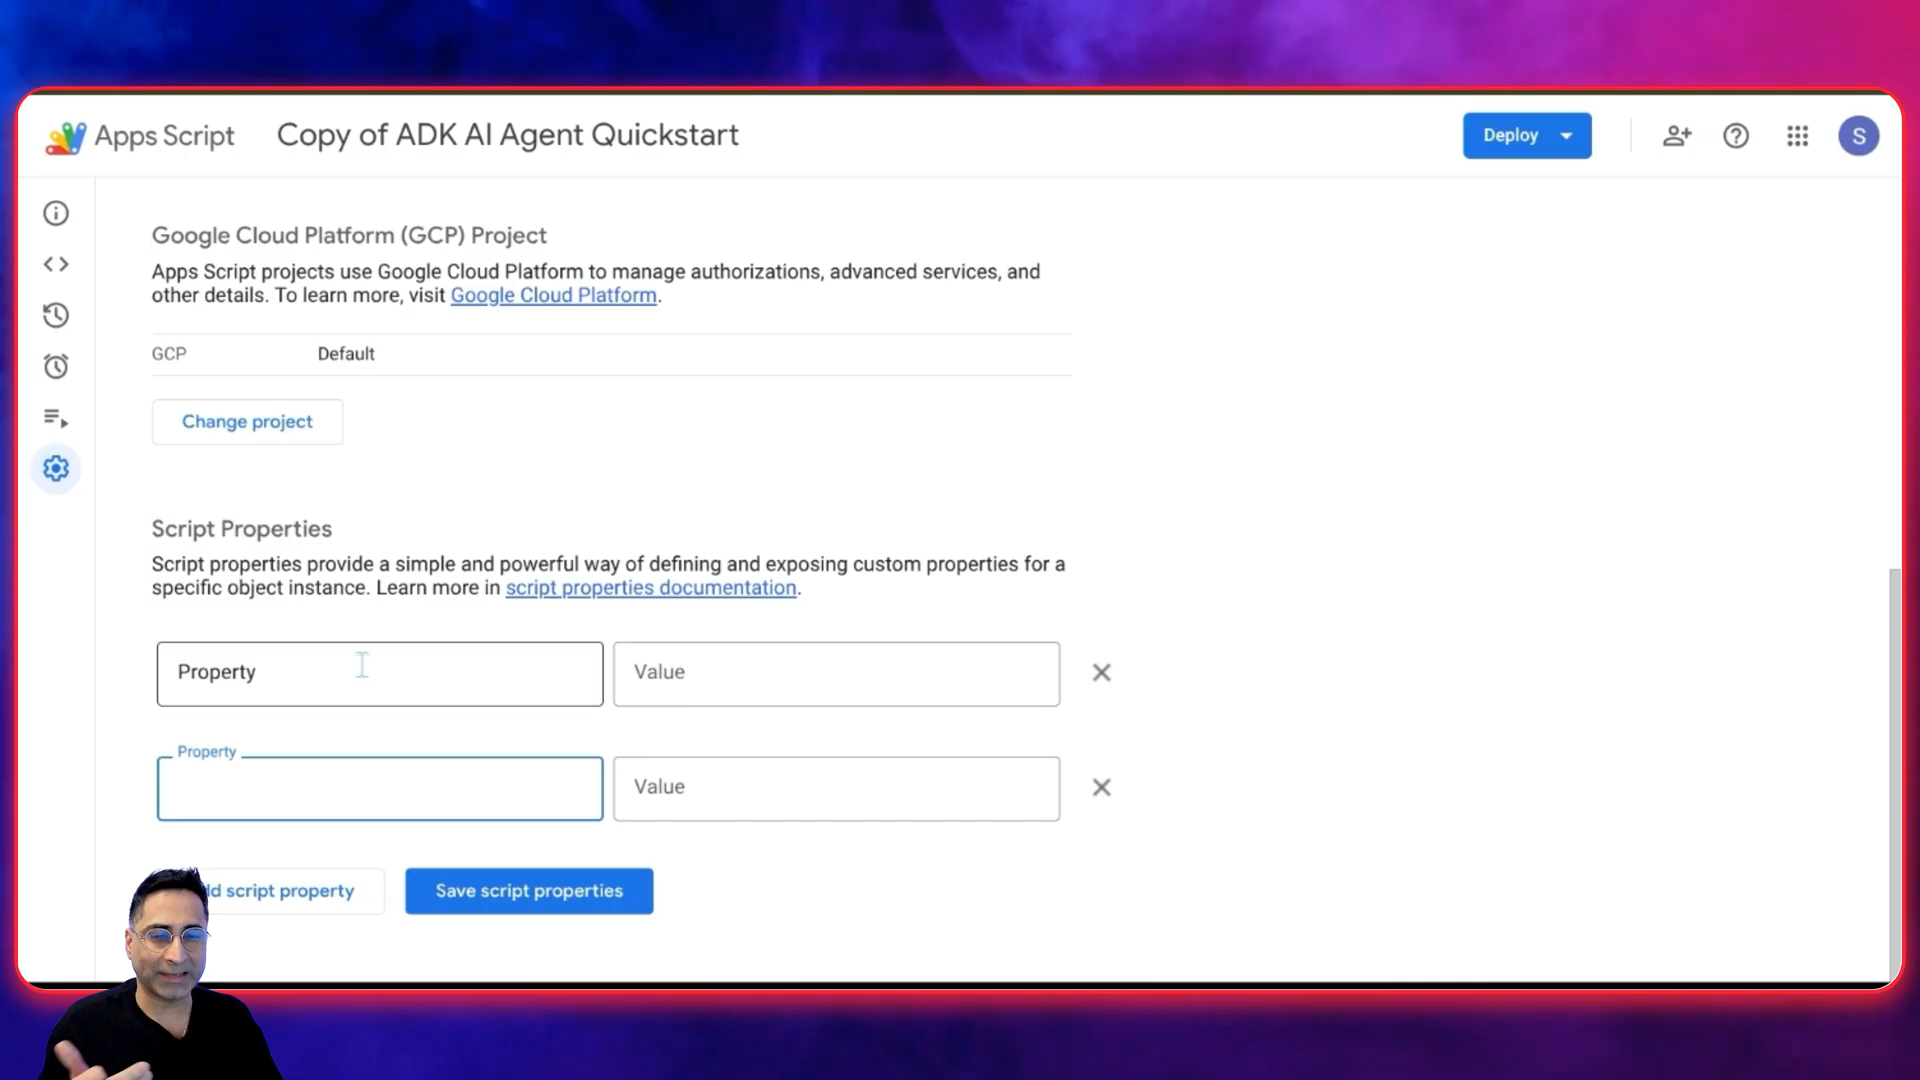 Apps Script
Copy of ADK AI Agent Quickstart
Deploy
S
Google Cloud Platform (GCP) Project
Apps Script projects use Google Cloud Platform to manage authorizations, advanced services, and
other details. To learn more, visit Google Cloud Platform.
GCP Default
Change project
Script Properties
Script properties provide a simple and powerful way of defining and exposing custom properties for a
specific object instance. Learn more in script properties documentation.
Property Value
Property
Value
d script property Save script properties